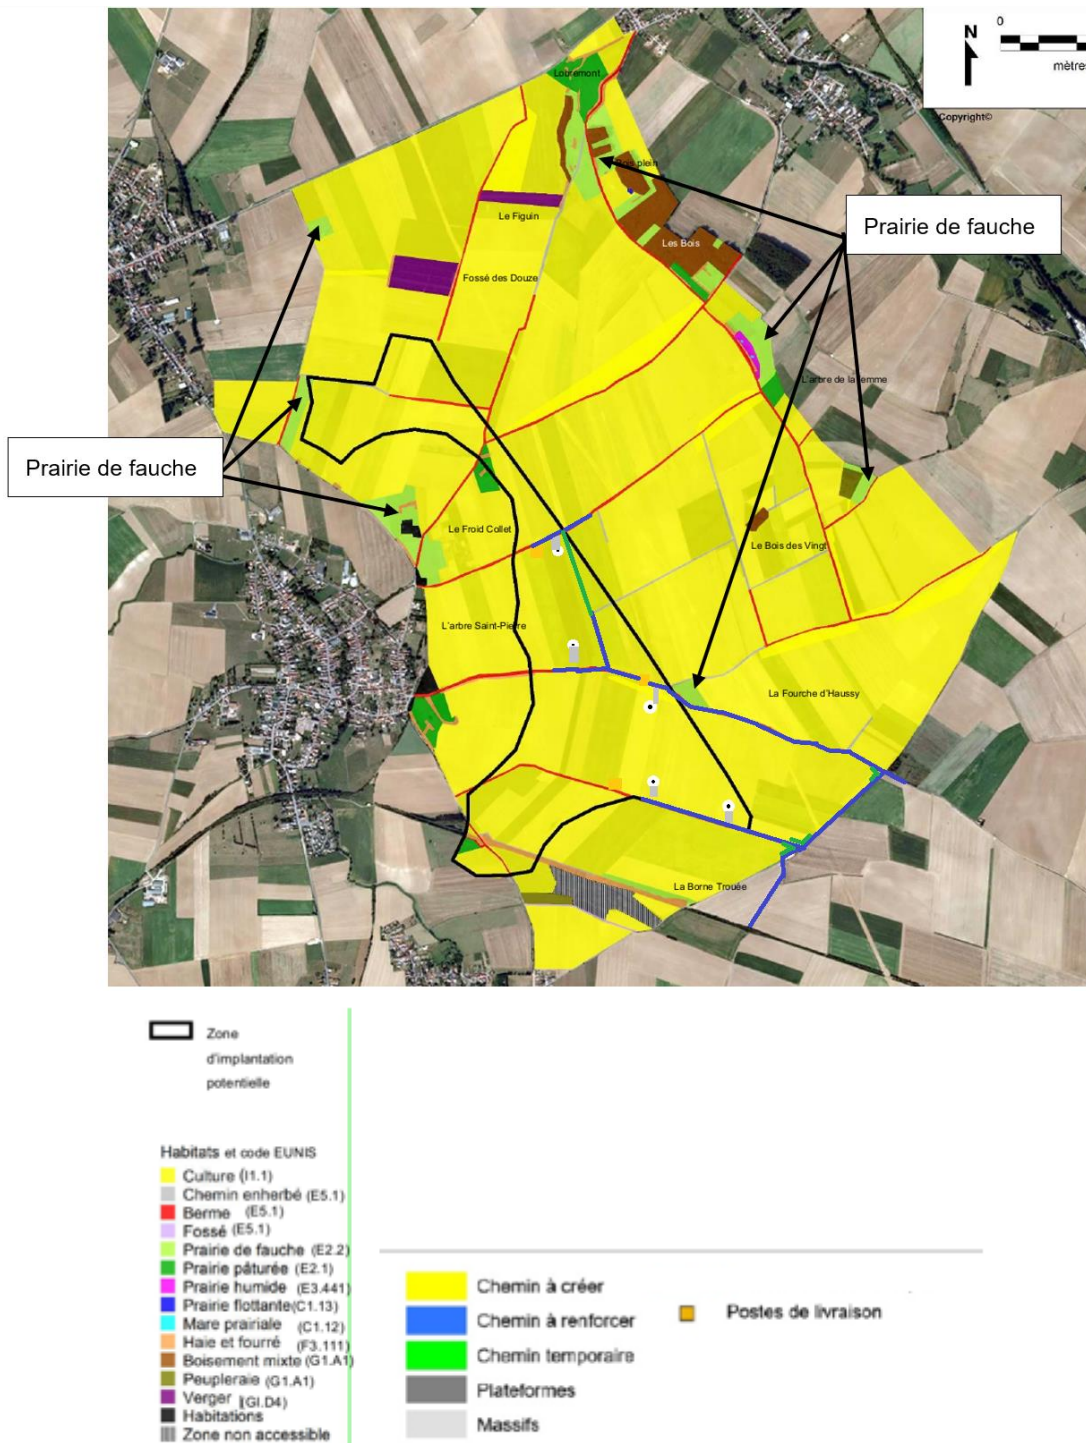 N
0
mètres
Copyright©
Lobremont
Bois plein
Le Figuin
Les Bois
Prairie de fauche
Fossé des Douze
L'arbre de la femme
Prairie de fauche
Le Froid Collet
Le Bois des Vingt
L'arbre Saint-Pierre
La Fourche d'Haussy
La Borne Trouée
Zone
d'implantation
potentielle
Habitats et code EUNIS
Culture (I1.1)
Chemin enherbé (E5.1)
Berme (E5.1)
Fossé (E5.1)
Prairie de fauche (E2.2)
Prairie pâturée (E2.1)
Prairie humide (E3.441)
Prairie flottante (C1.13)
Mare prairiale (C1.12)
Haie et fourré (F3.111)
Boisement mixte (G1.A1)
Peupleraie (G1.A1)
Verger (GI.D4)
Habitations
Zone non accessible
Chemin à créer
Chemin à renforcer
Chemin temporaire
Plateformes
Massifs
Postes de livraison